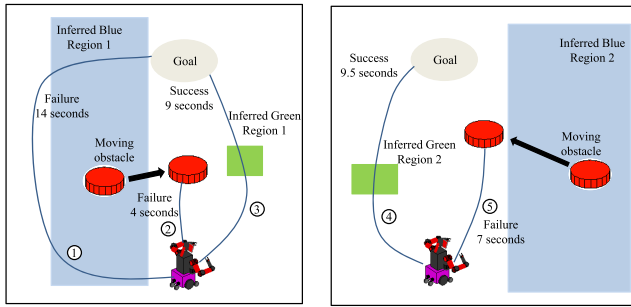 Inferred Blue
Region 1
Goal
Success
9 seconds
Failure
14 seconds
Inferred Green
Region 1
Moving
obstacle
Failure
4 seconds
③
②
①
Success
9.5 seconds
Goal
Inferred Blue
Region 2
Inferred Green
Region 2
Moving
obstacle
④
⑤
Failure
7 seconds